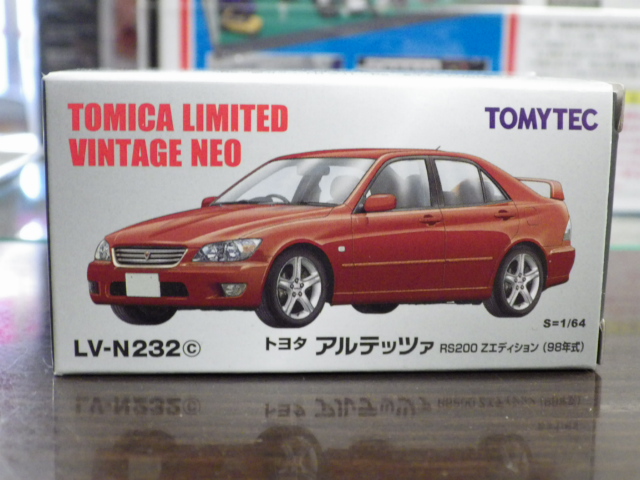 TOMICA LIMITED
VINTAGE NEO
TOMYTEC
S=1/64
LV-N232ⓒ
トヨタ アルテッツァ RS200 Zエディション (98年式)